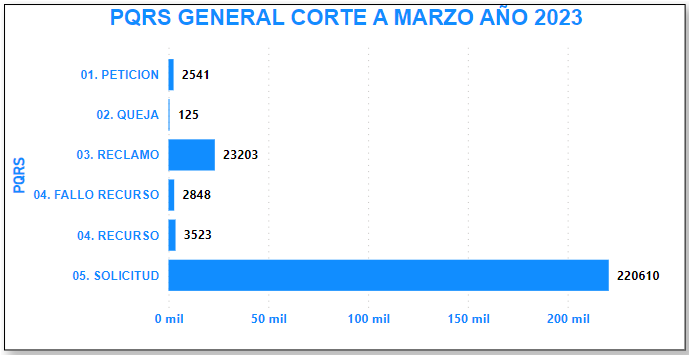 PQRS GENERAL CORTE A MARZO AÑO 2023
PQRS
01. PETICION 2541
02. QUEJA 125
03. RECLAMO 23203
04. FALLO RECURSO 2848
04. RECURSO 3523
05. SOLICITUD 220610
0 mil 50 mil 100 mil 150 mil 200 mil